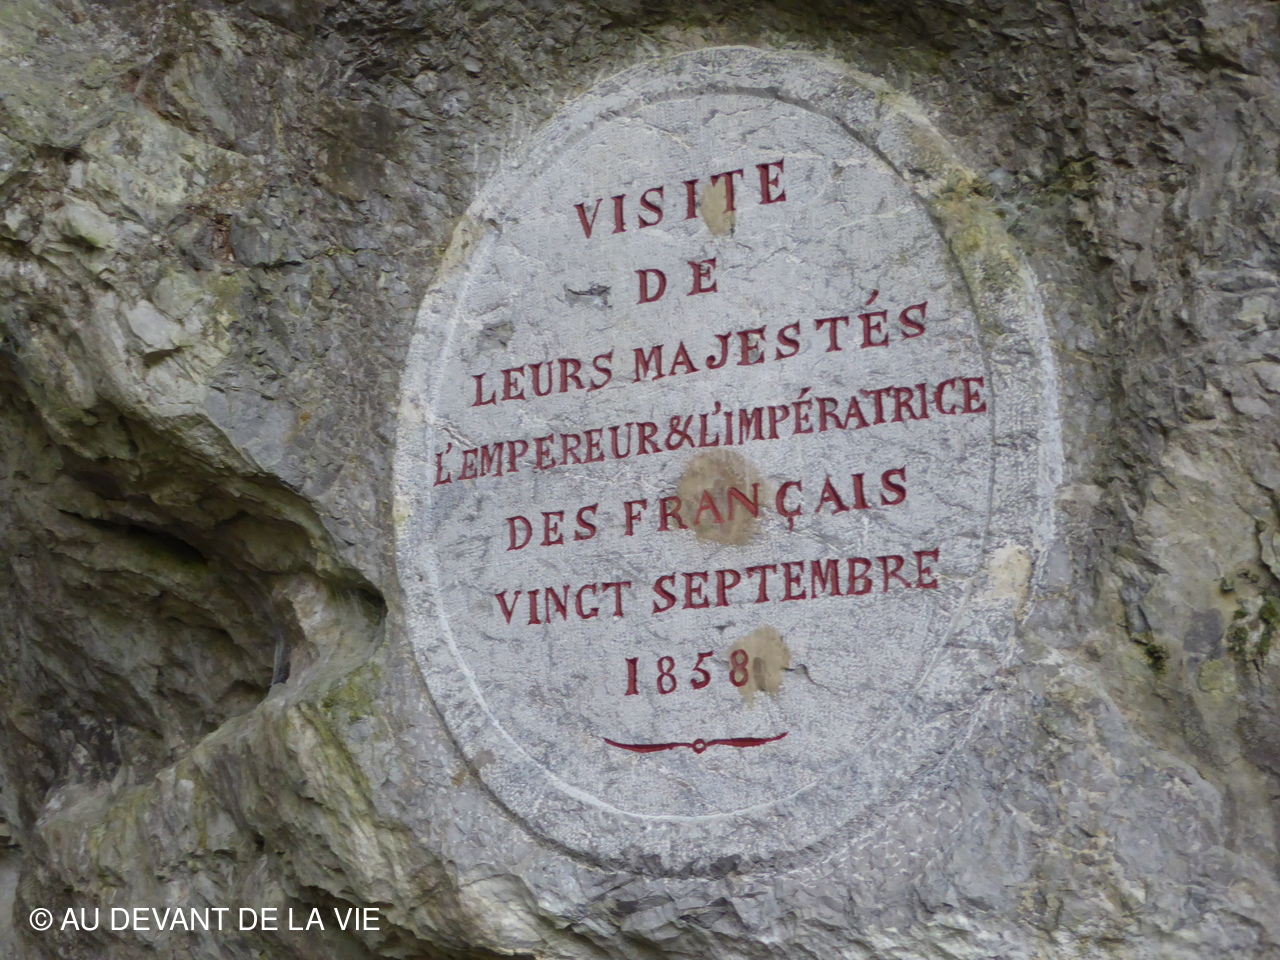 VISITE
DE
LEURS MAJESTÉS
L'EMPEREUR & L'IMPÉRATRICE
DES FRANÇAIS
VINGT SEPTEMBRE
1858
© AU DEVANT DE LA VIE